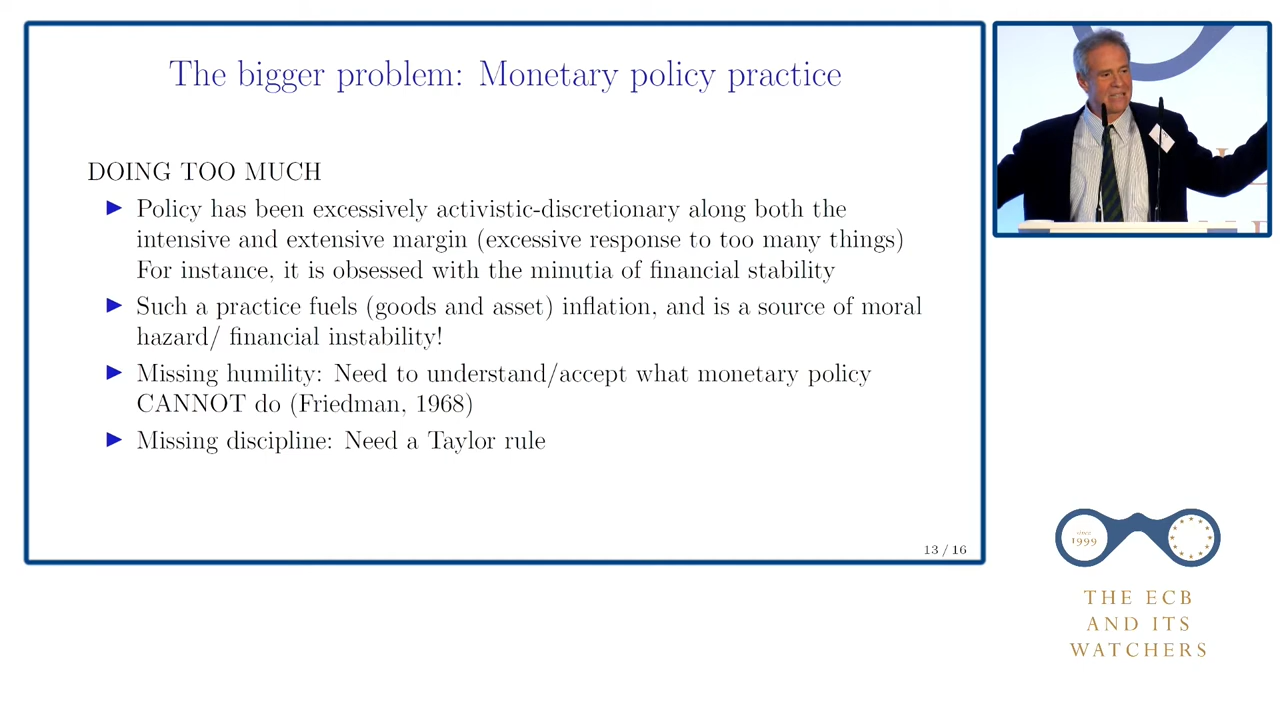 The bigger problem: Monetary policy practice
DOING TOO MUCH
Policy has been excessively activistic-discretionary along both the
intensive and extensive margin (excessive response to too many things)
For instance, it is obsessed with the minutia of financial stability
Such a practice fuels (goods and asset) inflation, and is a source of moral
hazard/ financial instability!
Missing humility: Need to understand/accept what monetary policy
CANNOT do (Friedman, 1968)
Missing discipline: Need a Taylor rule
13 / 16
since
1999
THE ECB
AND ITS
WATCHERS